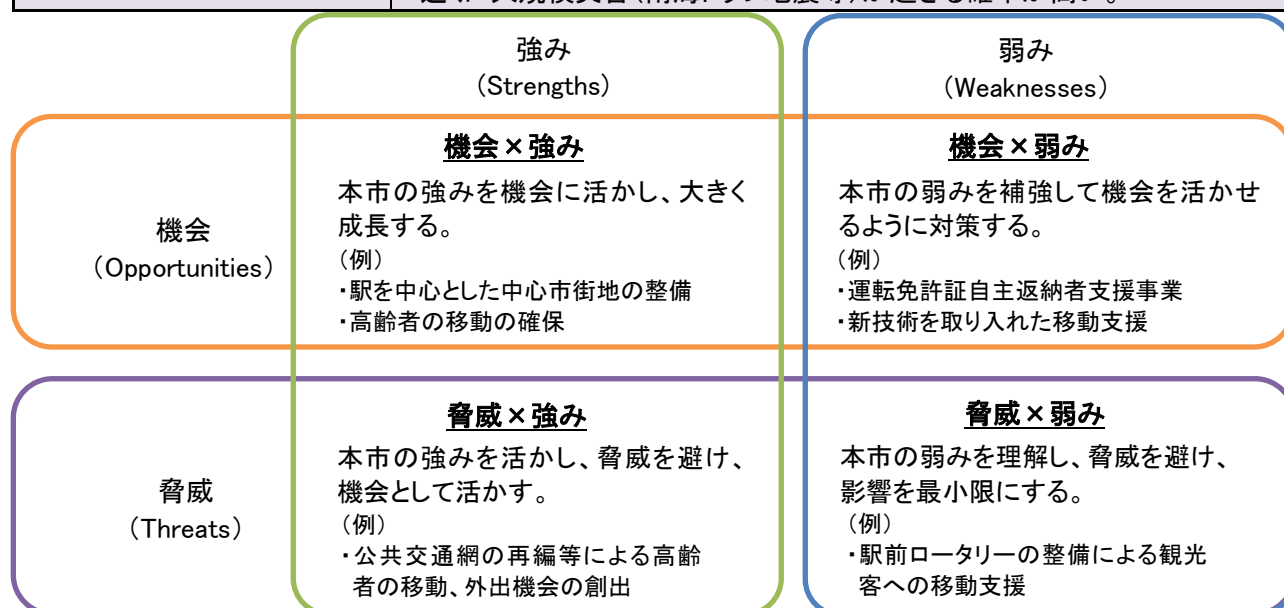 強み
（Strengths）
弱み
（Weaknesses）
機会
（Opportunities）
機会×強み
本市の強みを機会に活かし、大きく
成長する。
（例）
・駅を中心とした中心市街地の整備
・高齢者の移動の確保
機会×弱み
本市の弱みを補強して機会を活かせ
るように対策する。
（例）
・運転免許証自主返納者支援事業
・新技術を取り入れた移動支援
脅威
（Threats）
脅威×強み
本市の強みを活かし、脅威を避け、
機会として活かす。
（例）
・公共交通網の再編等による高齢
者の移動、外出機会の創出
脅威×弱み
本市の弱みを理解し、脅威を避け、
影響を最小限にする。
（例）
・駅前ロータリーの整備による観光
客への移動支援